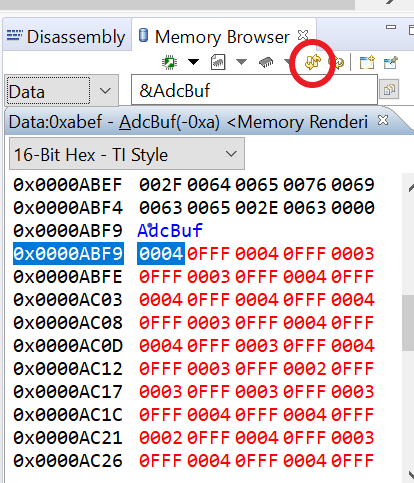 Disassembly Memory Browser
Data &AdcBuf
Data:0xabef - AdcBuf(-0xa) <Memory Renderi
16-Bit Hex - TI Style
0x0000ABEF 002F 0064 0065 0076 0069
0x0000ABF4 0063 0065 002E 0063 0000
0x0000ABF9 AdcBuf
0x0000ABF9 0004 0FFF 0004 0FFF 0003
0x0000ABFE 0FFF 0003 0FFF 0004 0FFF
0x0000AC03 0004 0FFF 0004 0FFF 0004
0x0000AC08 0FFF 0003 0FFF 0004 0FFF
0x0000AC0D 0004 0FFF 0003 0FFF 0004
0x0000AC12 0FFF 0003 0FFF 0002 0FFF
0x0000AC17 0003 0FFF 0003 0FFF 0003
0x0000AC1C 0FFF 0004 0FFF 0004 0FFF
0x0000AC21 0002 0FFF 0004 0FFF 0003
0x0000AC26 0FFF 0004 0FFF 0004 0FFF